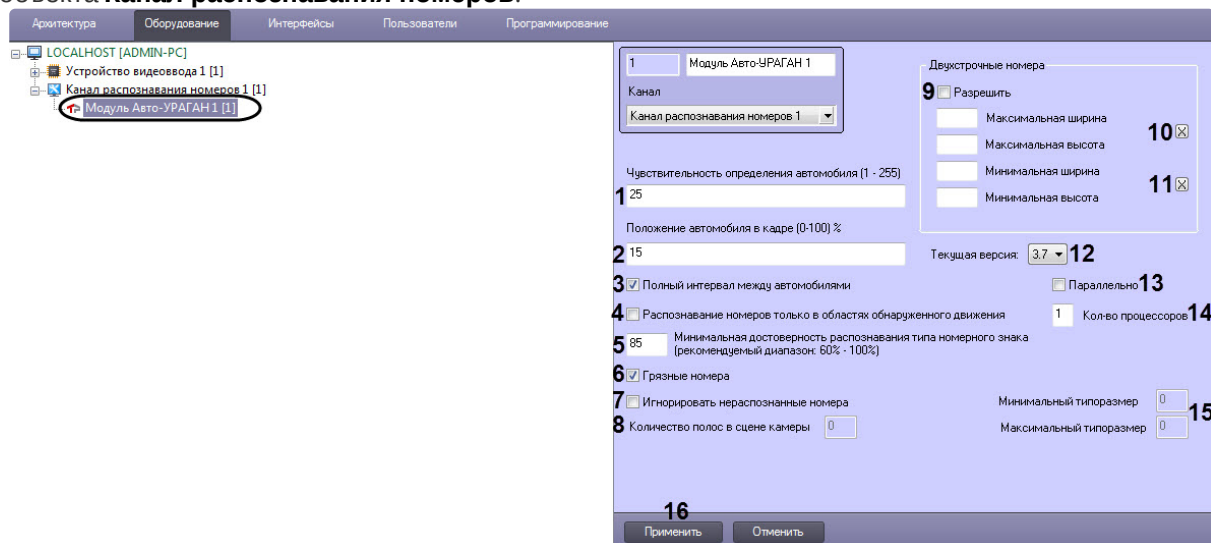 объекта Канал распознавания номеров.
Архитектура Оборудование Интерфейсы Пользователи Программирование
LOCALHOST [ADMIN-PC]
Устройство видеоввода 1 [1]
Канал распознавания номеров 1 [1]
Модуль Авто-УРАГАН 1 [1]
1 Модуль Авто-УРАГАН 1
Канал
Канал распознавания номеров 1
Двухстрочные номера
9 Разрешить
Максимальная ширина
10
Максимальная высота
Минимальная ширина
11
Минимальная высота
Чувствительность определения автомобиля (1 - 255)
1 25
Положение автомобиля в кадре (0-100) %
2 15
Текущая версия: 3.7 12
3 Полный интервал между автомобилями
Параллельно 13
4 Распознавание номеров только в областях обнаруженного движения
1 Кол-во процессоров 14
5 85 Минимальная достоверность распознавания типа номерного знака
(рекомендуемый диапазон: 60% - 100%)
6 Грязные номера
7 Игнорировать нераспознанные номера
Минимальный типоразмер 0
15
8 Количество полос в сцене камеры 0
Максимальный типоразмер 0
16
Применить Отменить